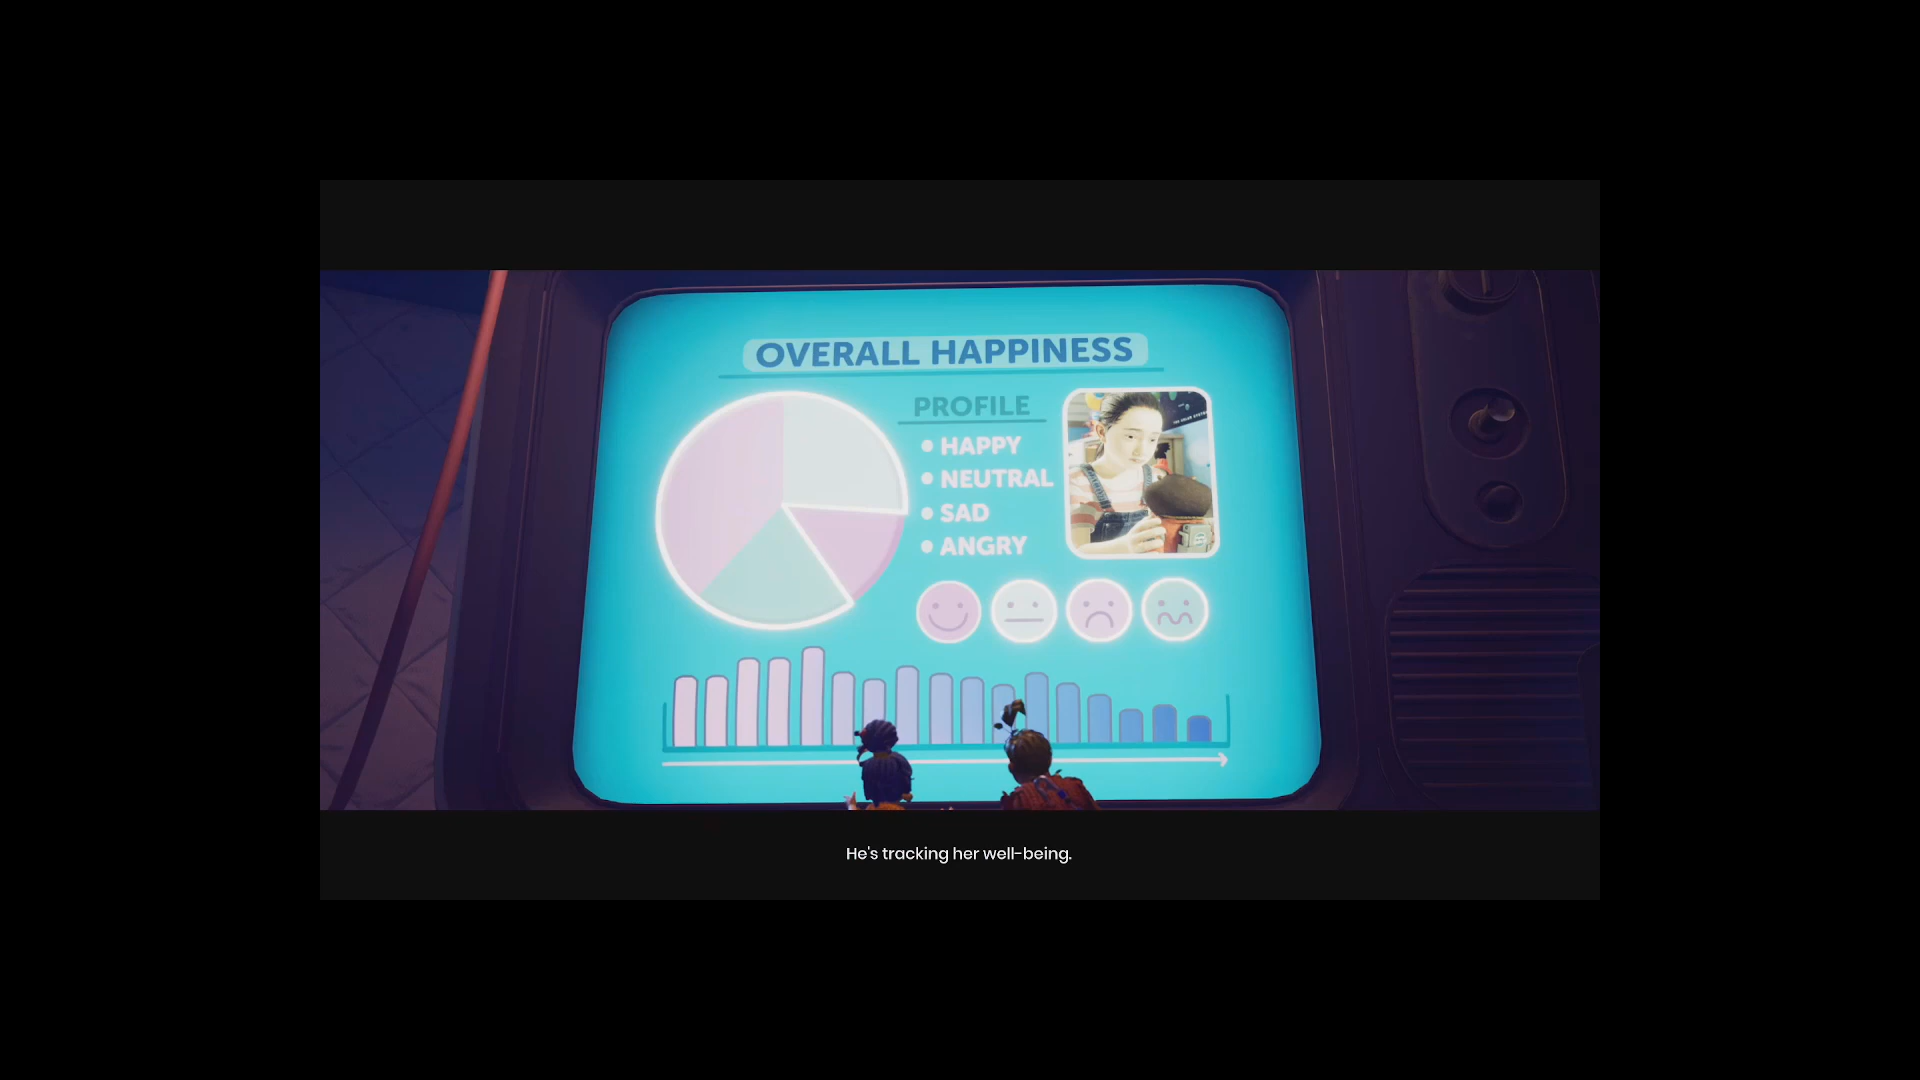 OVERALL HAPPINESS
PROFILE
• HAPPY
• NEUTRAL
• SAD
• ANGRY
He's tracking her well-being.